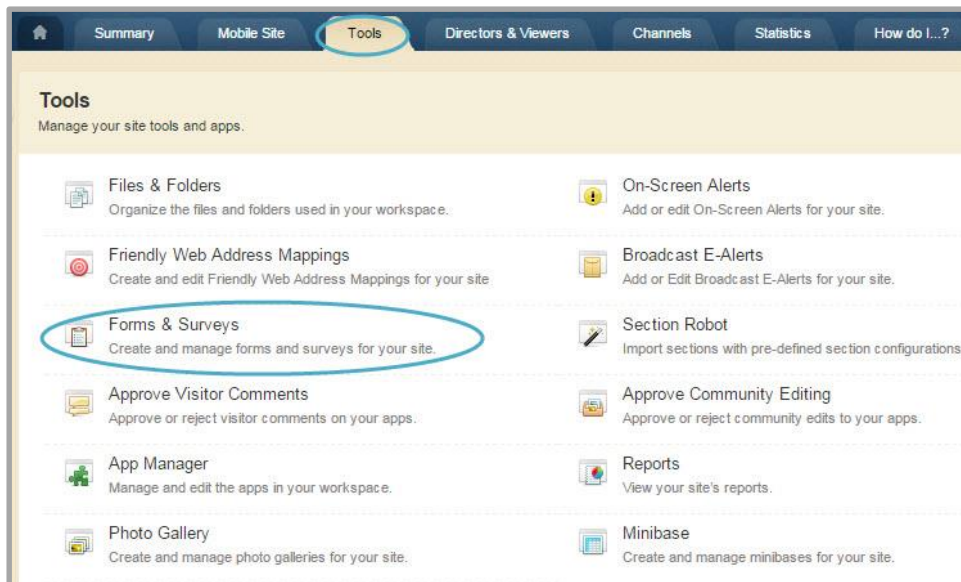 Summary Mobile Site Tools Directors & Viewers Channels Statistics How do I...?
Tools
Manage your site tools and apps.
Files & Folders
Organize the files and folders used in your workspace.
On-Screen Alerts
Add or edit On-Screen Alerts for your site.
Friendly Web Address Mappings
Create and edit Friendly Web Address Mappings for your site
Broadcast E-Alerts
Add or Edit Broadcast E-Alerts for your site.
Forms & Surveys
Create and manage forms and surveys for your site.
Section Robot
Import sections with pre-defined section configurations
Approve Visitor Comments
Approve or reject visitor comments on your apps.
Approve Community Editing
Approve or reject community edits to your apps.
App Manager
Manage and edit the apps in your workspace.
Reports
View your site's reports.
Photo Gallery
Create and manage photo galleries for your site.
Minibase
Create and manage minibases for your site.